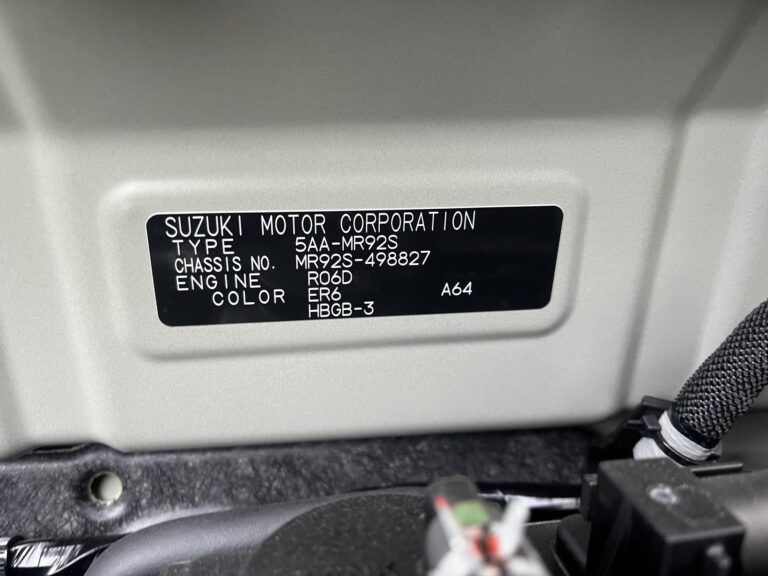 SUZUKI MOTOR CORPORATION
TYPE 5AA-MR92S
CHASSIS NO. MR92S-498827
ENGINE R06D
COLOR ER6 A64
HBGB-3